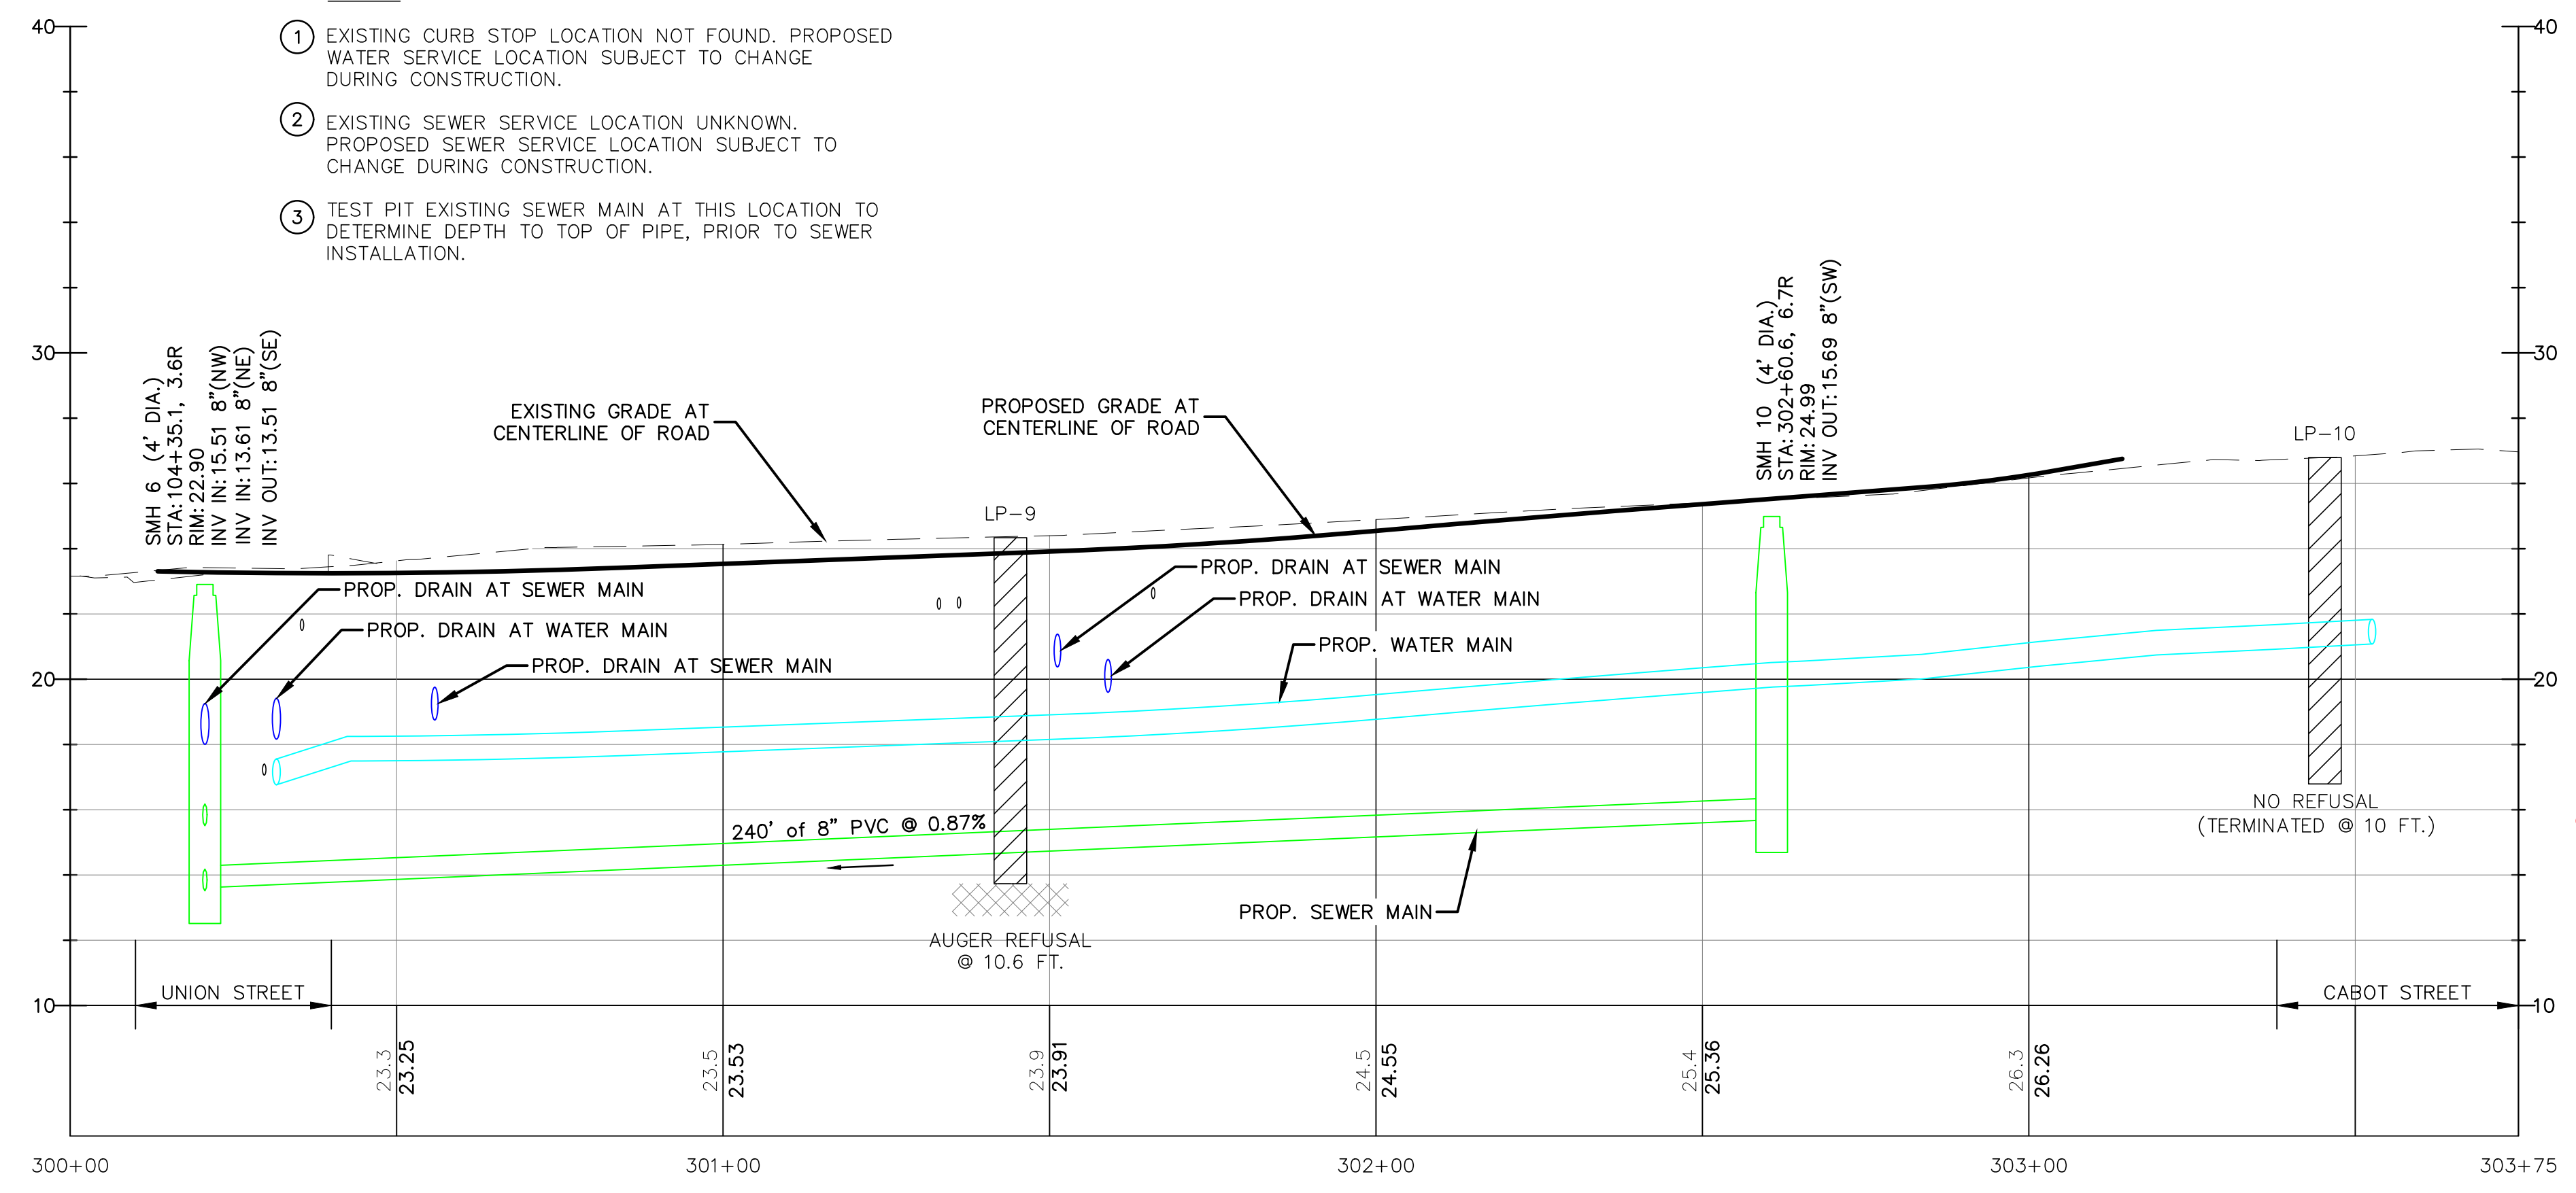 40
40
1 EXISTING CURB STOP LOCATION NOT FOUND. PROPOSED
WATER SERVICE LOCATION SUBJECT TO CHANGE
DURING CONSTRUCTION.
2 EXISTING SEWER SERVICE LOCATION UNKNOWN.
PROPOSED SEWER SERVICE LOCATION SUBJECT TO
CHANGE DURING CONSTRUCTION.
3 TEST PIT EXISTING SEWER MAIN AT THIS LOCATION TO
DETERMINE DEPTH TO TOP OF PIPE, PRIOR TO SEWER
INSTALLATION.
30
30
SMH 6 (4' DIA.)
STA:104+35.1, 3.6R
RIM:22.90
INV IN:15.51 8"(NW)
INV IN:13.61 8"(NE)
INV OUT:13.51 8"(SE)
EXISTING GRADE AT
CENTERLINE OF ROAD
PROPOSED GRADE AT
CENTERLINE OF ROAD
SMH 10 (4' DIA.)
STA:302+60.6, 6.7R
RIM:24.99
INV OUT:15.69 8"(SW)
LP-10
LP-9
PROP. DRAIN AT SEWER MAIN
PROP. DRAIN AT WATER MAIN
PROP. DRAIN AT SEWER MAIN
PROP. DRAIN AT SEWER MAIN
PROP. DRAIN AT WATER MAIN
PROP. WATER MAIN
20
20
240' of 8" PVC @ 0.87%
NO REFUSAL
(TERMINATED @ 10 FT.)
PROP. SEWER MAIN
AUGER REFUSAL
@ 10.6 FT.
UNION STREET
CABOT STREET
10
10
23.3
23.25
23.5
23.53
23.9
23.91
24.5
24.55
25.4
25.36
26.3
26.26
300+00
301+00
302+00
303+00
303+75